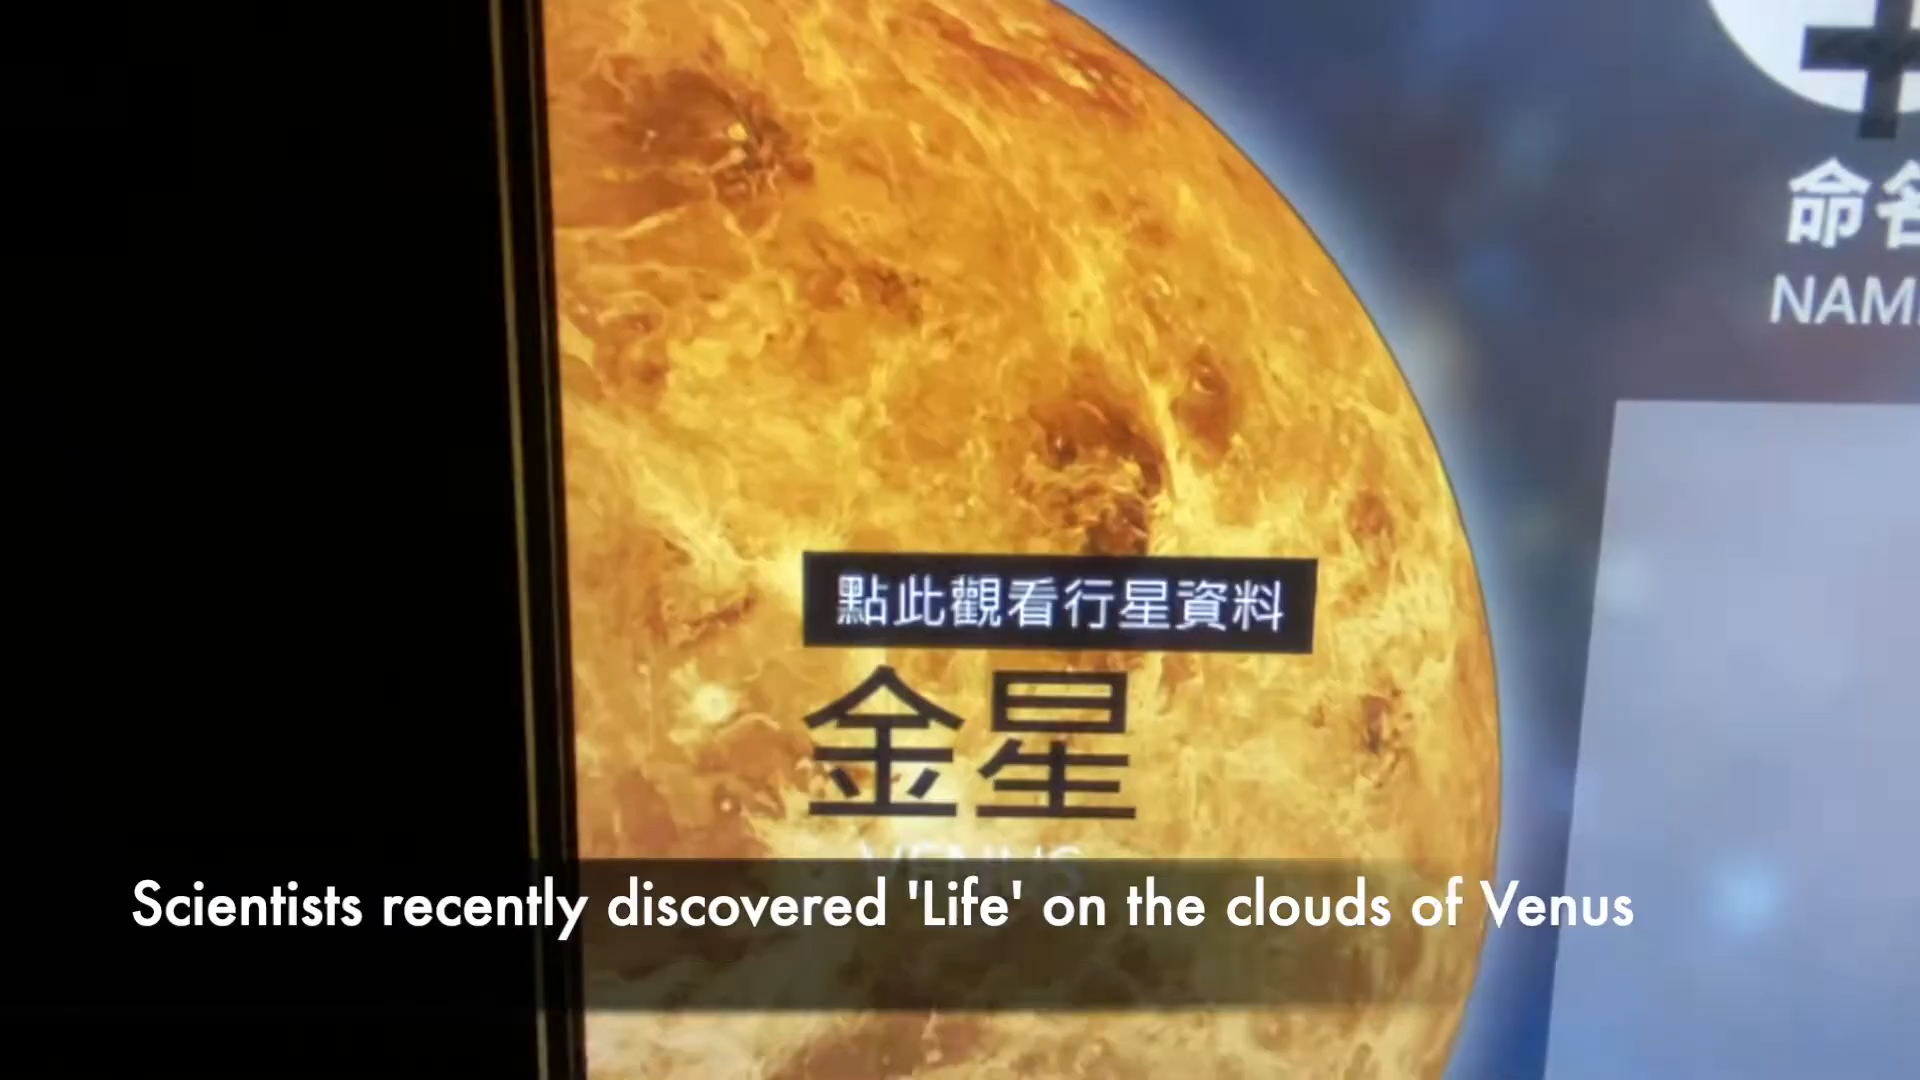 命名
NAM
點此觀看行星資料
金星
VENUS
Scientists recently discovered 'Life' on the clouds of Venus